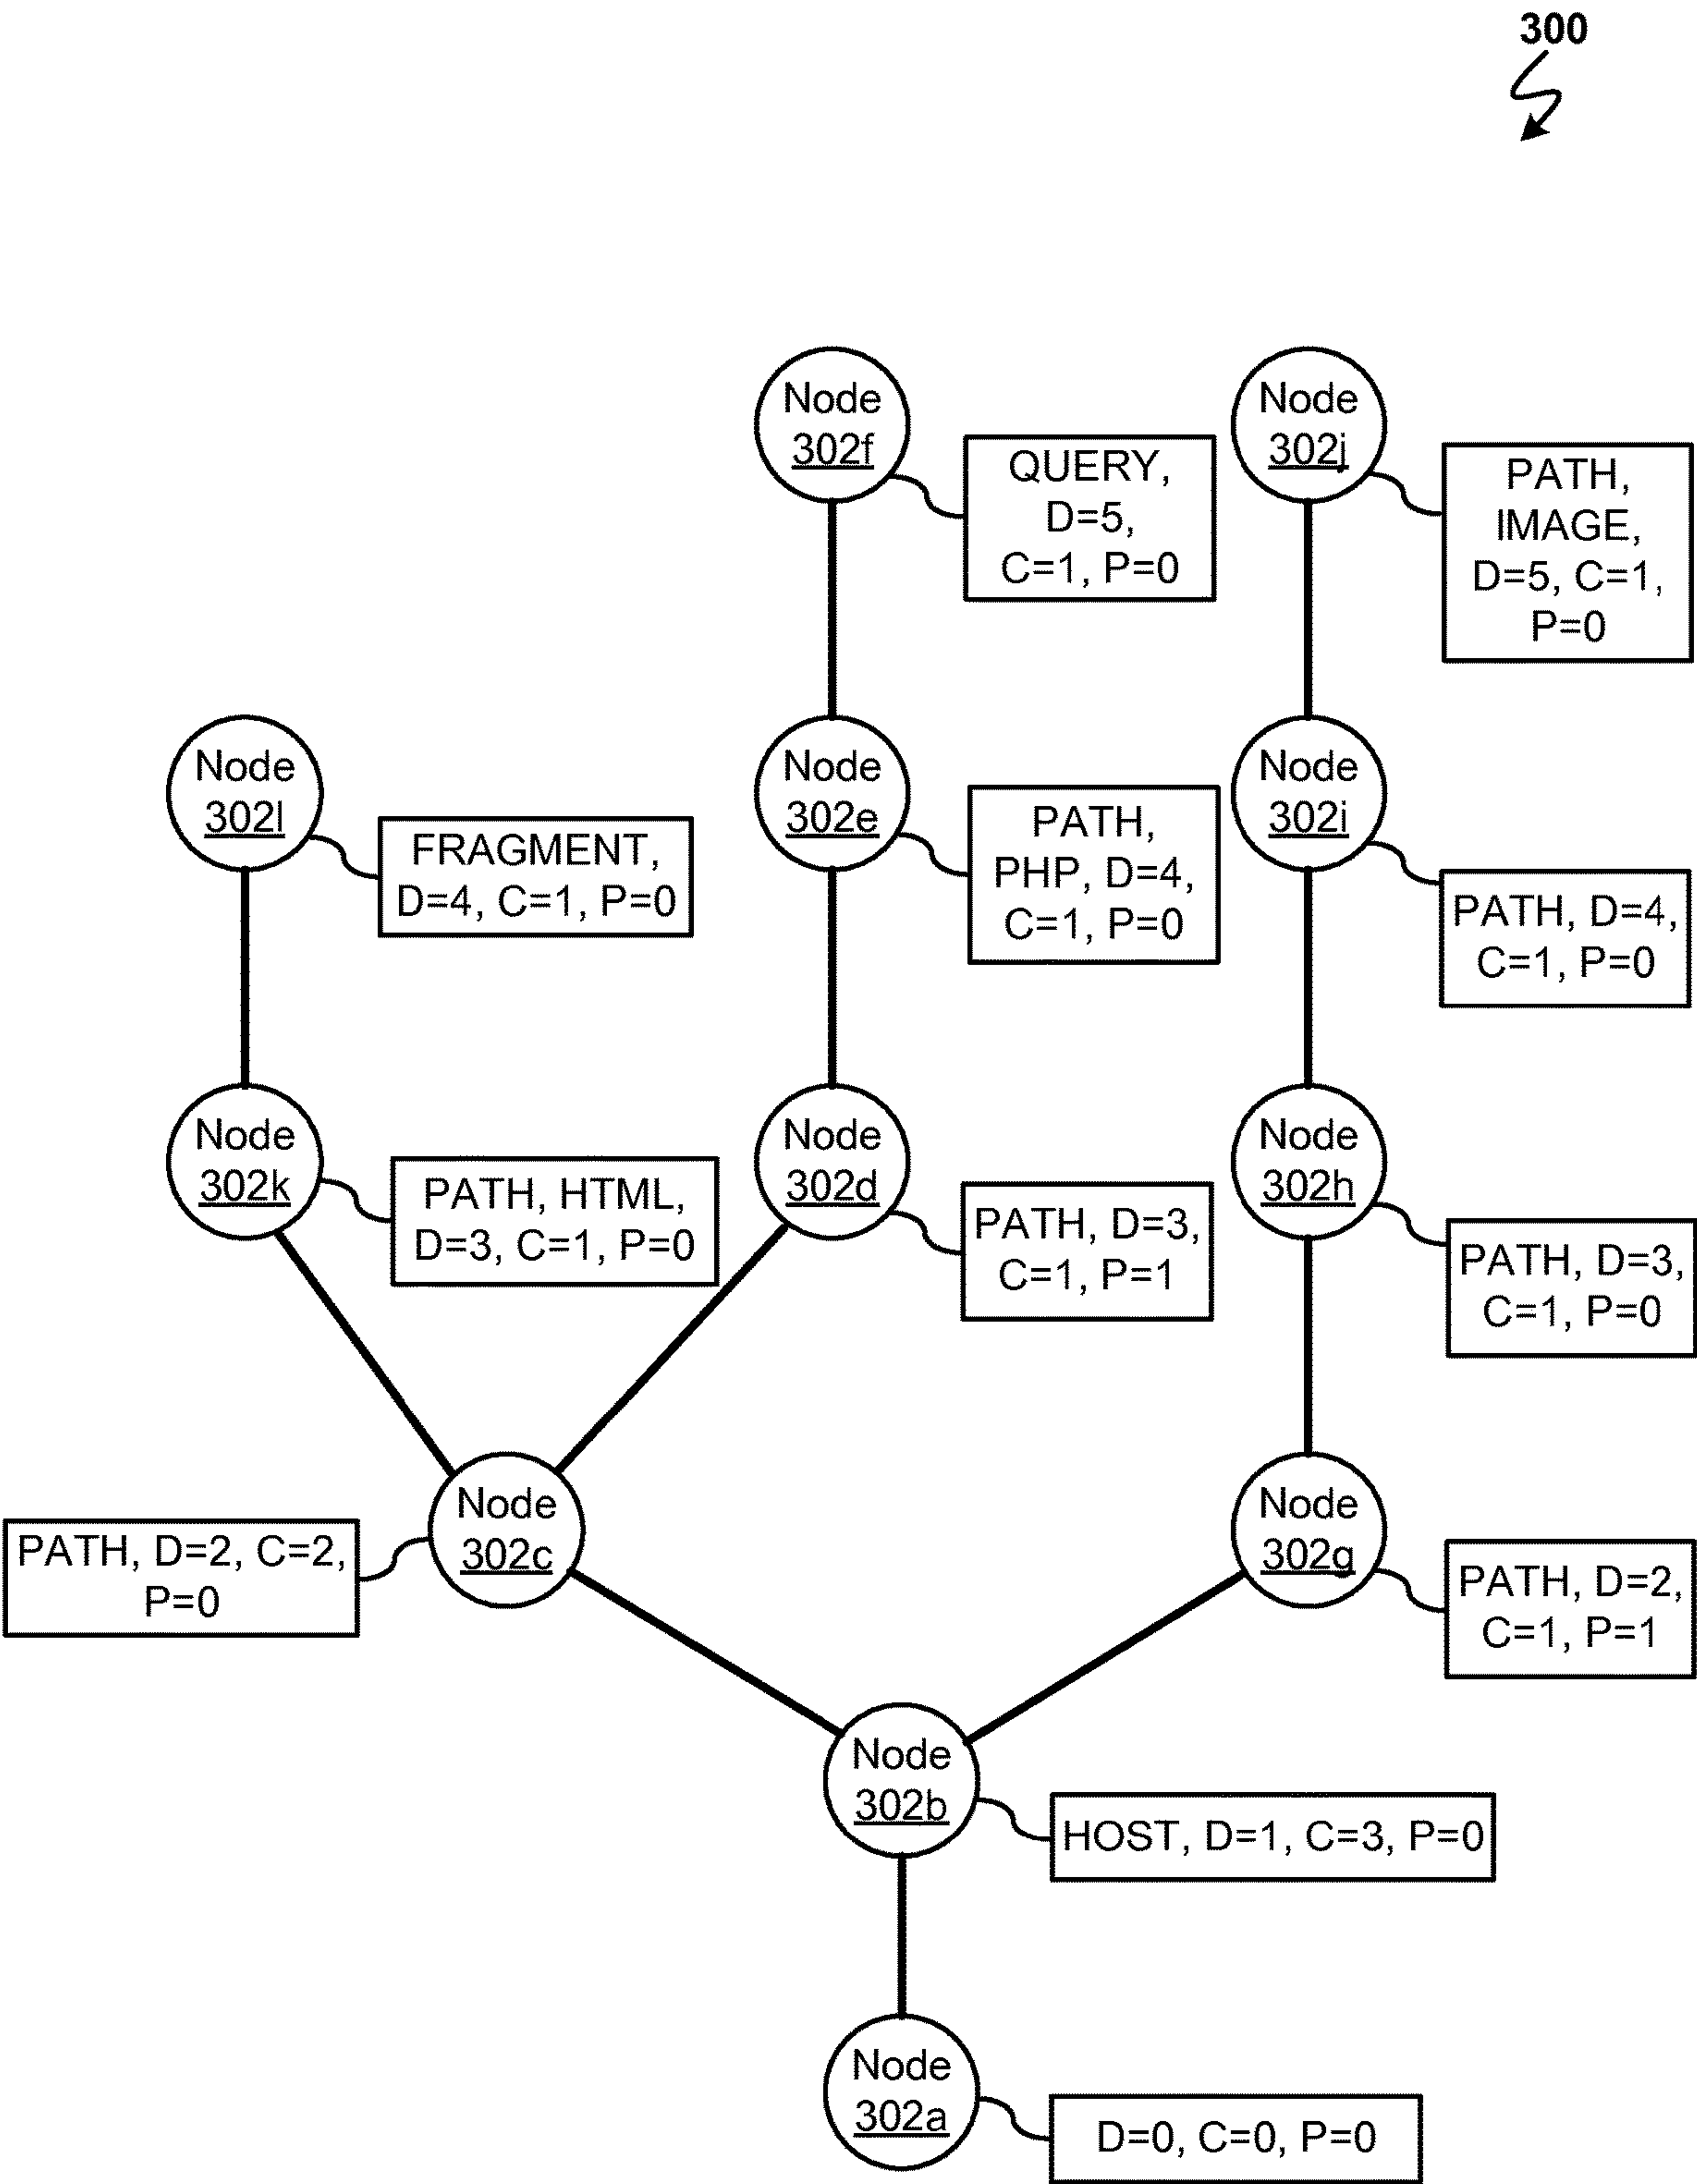 300
Node
302f
QUERY,
D=5,
C=1, P=0
Node
302j
PATH,
IMAGE,
D=5, C=1,
P=0
Node
302l
FRAGMENT,
D=4, C=1, P=0
Node
302e
PATH,
PHP, D=4,
C=1, P=0
Node
302i
PATH, D=4,
C=1, P=0
Node
302k
PATH, HTML,
D=3, C=1, P=0
Node
302d
PATH, D=3,
C=1, P=1
Node
302h
PATH, D=3,
C=1, P=0
Node
302c
PATH, D=2, C=2,
P=0
Node
302g
PATH, D=2,
C=1, P=1
Node
302b
HOST, D=1, C=3, P=0
Node
302a
D=0, C=0, P=0